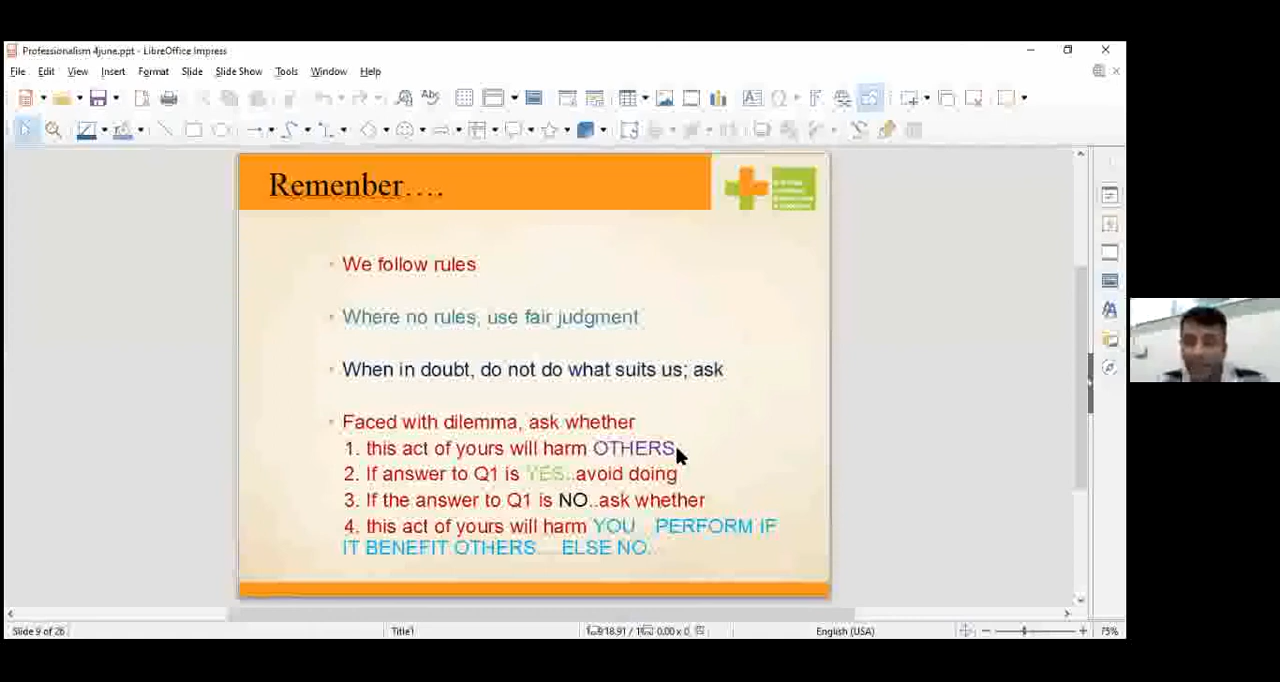 Professionalism 4june.ppt - LibreOffice Impress
File Edit View Insert Format Slide Slide Show Tools Window Help
Remenber....
We follow rules
Where no rules, use fair judgment
When in doubt, do not do what suits us; ask
Faced with dilemma, ask whether
1. this act of yours will harm OTHERS
2. If answer to Q1 is YES..avoid doing
3. If the answer to Q1 is NO..ask whether
4. this act of yours will harm YOU PERFORM IF
IT BENEFIT OTHERS.... ELSE NO..
Slide 9 of 26 Title1 0.00 x 0 English (USA) 75%